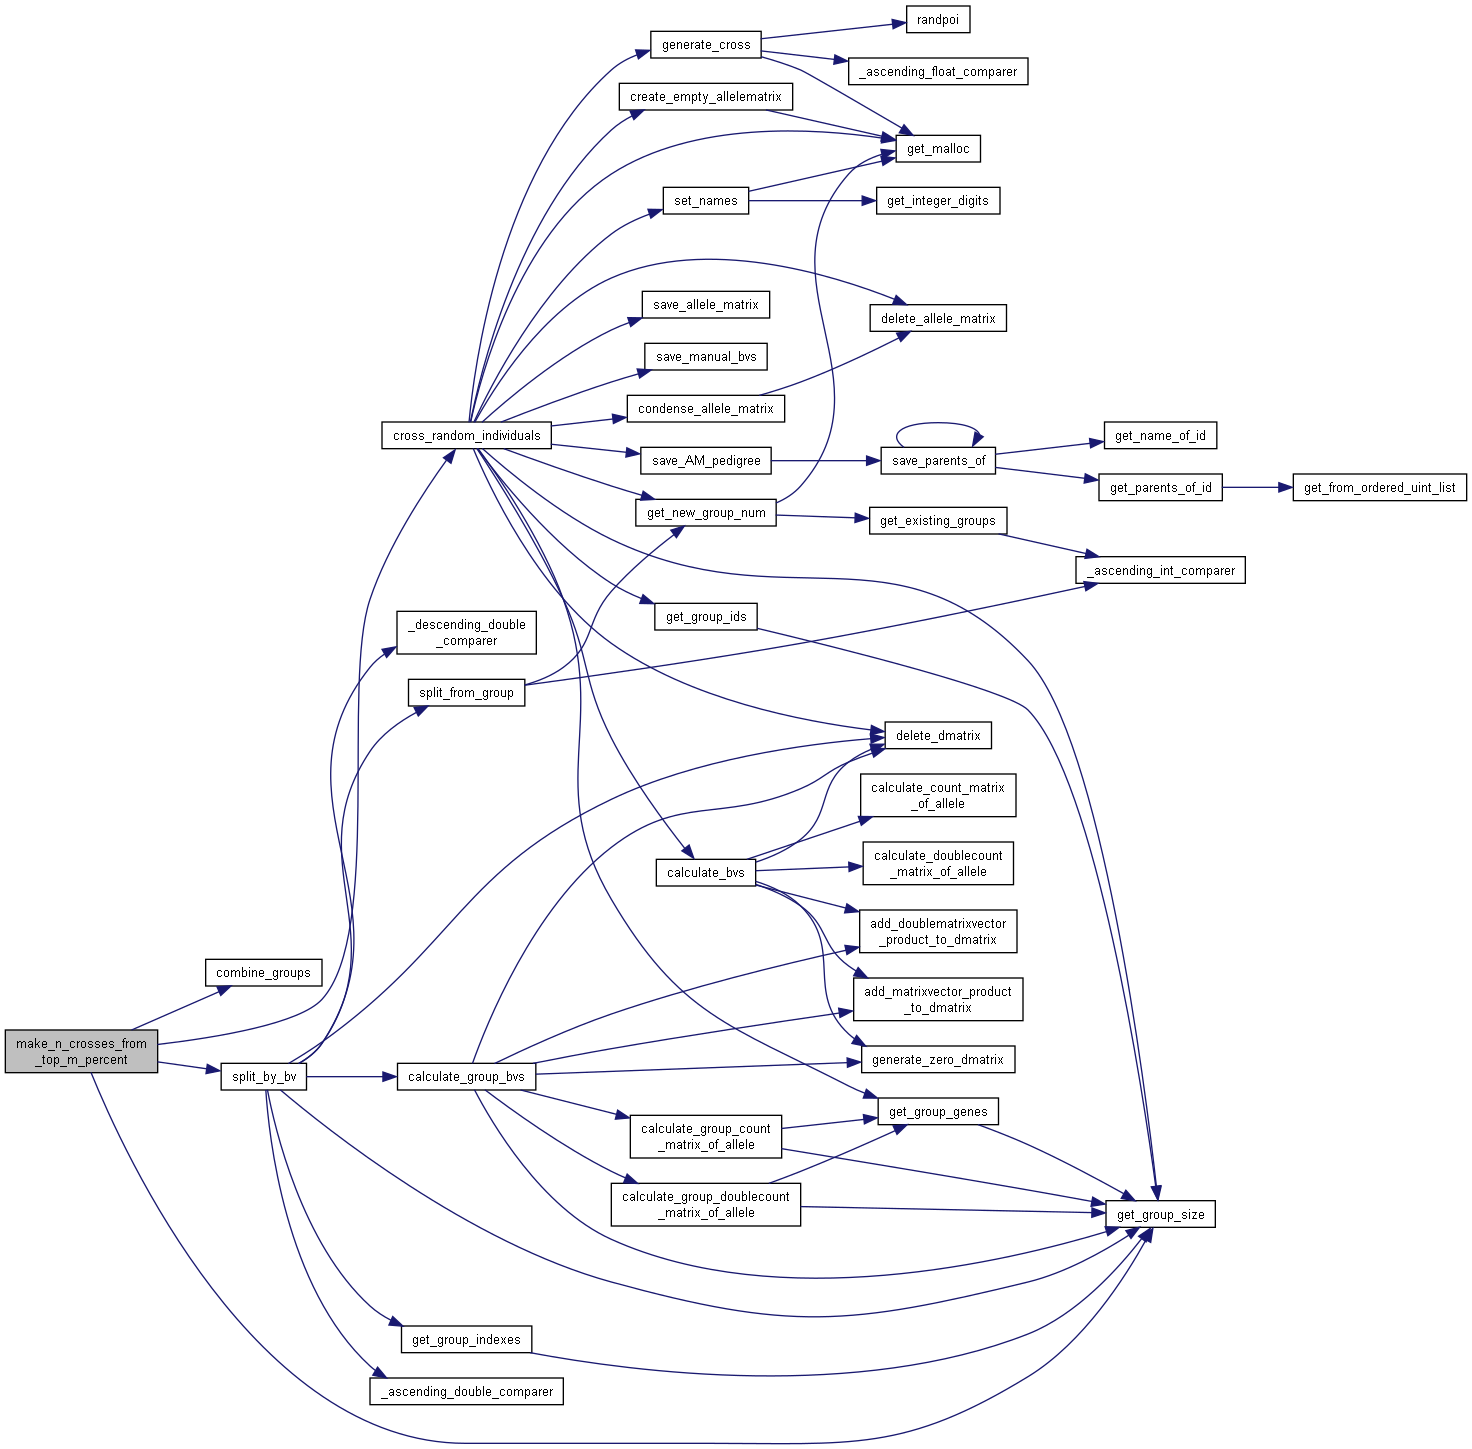 randpoi
generate_cross
_ascending_float_comparer
create_empty_allelematrix
get_malloc
set_names
get_integer_digits
save_allele_matrix
delete_allele_matrix
save_manual_bvs
condense_allele_matrix
cross_random_individuals
get_name_of_id
save_AM_pedigree
save_parents_of
get_parents_of_id
get_from_ordered_uint_list
get_new_group_num
get_existing_groups
_ascending_int_comparer
get_group_ids
_descending_double
_comparer
split_from_group
delete_dmatrix
calculate_count_matrix
_of_allele
calculate_doublecount
_matrix_of_allele
calculate_bvs
add_doublematrixvector
_product_to_dmatrix
combine_groups
add_matrixvector_product
_to_dmatrix
make_n_crosses_from
_top_m_percent
generate_zero_dmatrix
split_by_bv
calculate_group_bvs
get_group_genes
calculate_group_count
_matrix_of_allele
calculate_group_doublecount
_matrix_of_allele
get_group_size
get_group_indexes
_ascending_double_comparer